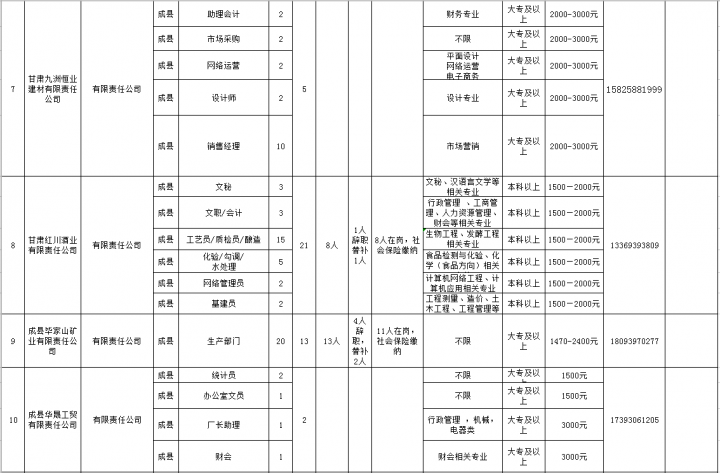 7
甘肃九洲恒业
建材有限责任
公司
有限责任公司
成县
助理会计
2
财务专业
大专及以
上
2000-3000元
成县
市场采购
2
不限
大专及以
上
2000-3000元
成县
网络运营
2
平面设计
网络运营
电子商务
大专及以
上
2000-3000元
成县
设计师
2
设计专业
大专及以
上
2000-3000元
成县
销售经理
10
市场营销
大专及以
上
2000-3000元
5
15825881999
8
甘肃红川酒业
有限责任公司
有限责任公司
成县
文秘
3
文秘、汉语言文学等
相关专业
本科以上
1500－2000元
成县
文职/会计
3
行政管理 、工商管
理、人力资源管理、
财会等相关专业
本科以上
1500－2000元
成县
工艺员/质检员/酿造
15
生物工程、发酵工程
相关专业
本科以上
1500－2000元
成县
化验/勾调/
水处理
5
食品检测与化验、化
学（食品方向）相关
本科以上
1500－2000元
成县
网络管理员
2
计算机网络工程、计
算机应用相关专业
本科以上
1500－2000元
成县
基建员
2
工程测量、造价、土
木工程、工程管理等
本科以上
1500－2000元
21
8人
1人
辞职
替补
1人
8人在岗，社
会保险缴纳
13369393809
9
成县毕家山矿
业有限责任公
司
有限责任公司
成县
生产部门
20
13
13人
4人
辞
职，
替补
2人
11人在岗，
社会保险缴
纳
不限
大专及以
上
1470-2400元
18093970277
10
成县华晟工贸
有限责任公司
有限责任公司
成县
统计员
2
不限
大专及以
上
1500元
成县
办公室文员
1
不限
大专及以
上
1500元
成县
厂长助理
1
行政管理 ，机械，
电器类
大专及以
上
3000元
成县
财会
1
财会相关专业
大专及以
上
3000元
2
17393061205